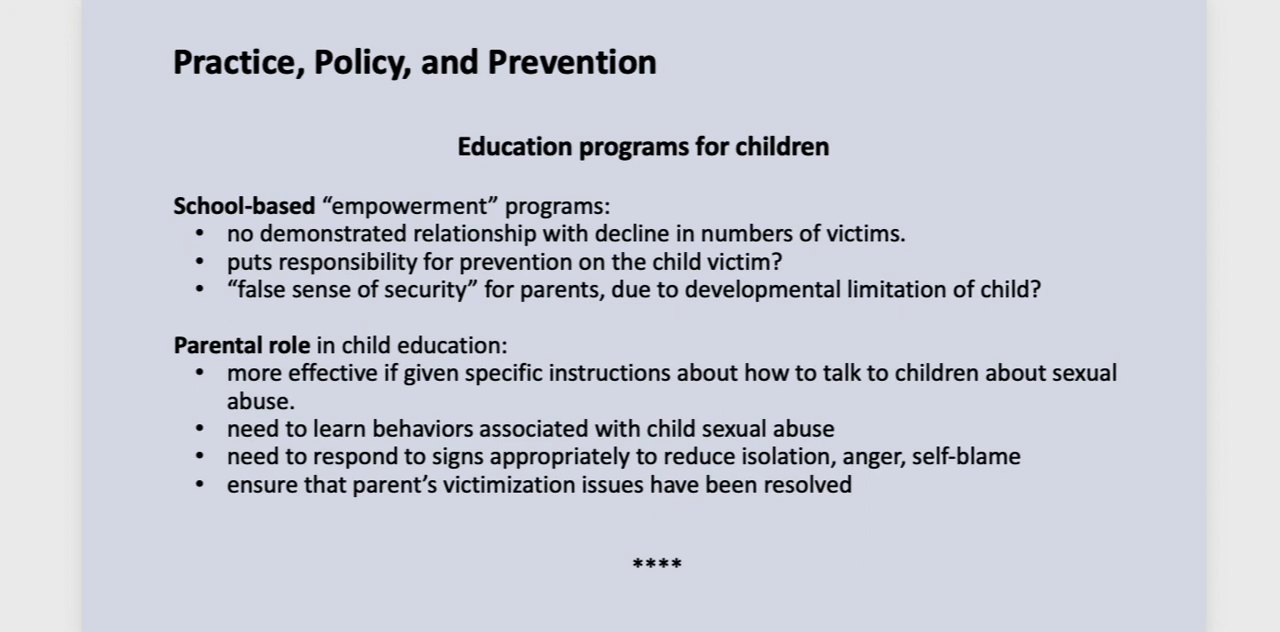 Practice, Policy, and Prevention
Education programs for children
School-based “empowerment” programs:
• no demonstrated relationship with decline in numbers of victims.
• puts responsibility for prevention on the child victim?
• “false sense of security” for parents, due to developmental limitation of child?
Parental role in child education:
• more effective if given specific instructions about how to talk to children about sexual
abuse.
• need to learn behaviors associated with child sexual abuse
• need to respond to signs appropriately to reduce isolation, anger, self-blame
• ensure that parent’s victimization issues have been resolved
****